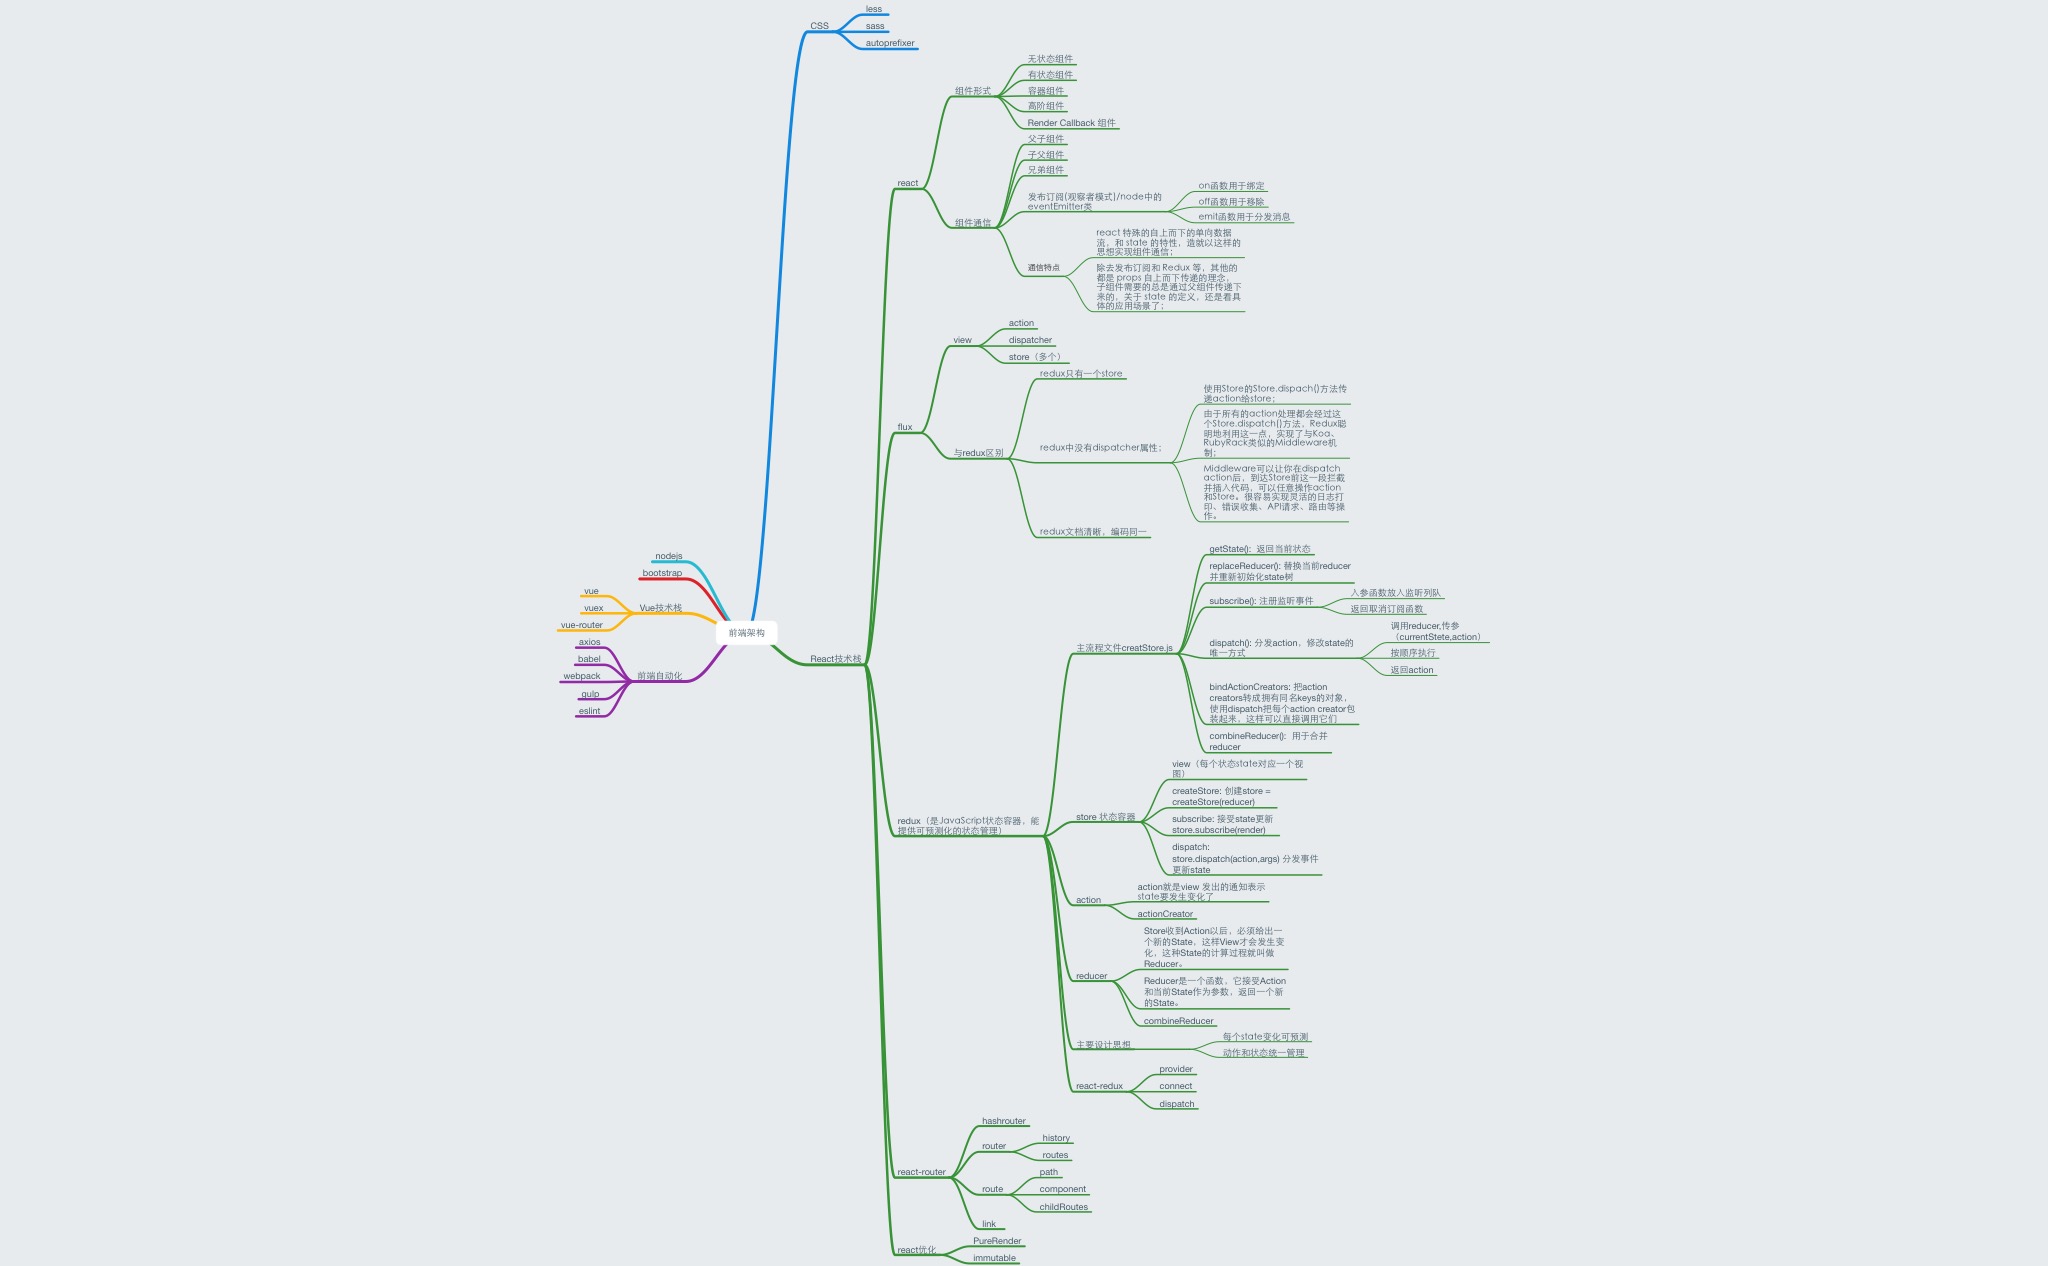 less
CSS
sass
autoprefixer
无状态组件
有状态组件
组件形式
容器组件
高阶组件
Render Callback 组件
父子组件
子父组件
兄弟组件
react
发布订阅(观察者模式)/node中的
eventEmitter类
on函数用于绑定
off函数用于移除
emit函数用于分发消息
组件通信
react 特殊的自上而下的单向数据
流，和 state 的特性，造就以这样的
思想实现组件通信；
通信特点
除去发布订阅和 Redux 等，其他的
都是 props 自上而下传递的理念，
子组件需要的总是通过父组件传递下
来的，关于 state 的定义，还是看具
体的应用场景了；
action
view
dispatcher
store（多个）
flux
redux只有一个store
与redux区别
redux中没有dispatcher属性；
使用Store的Store.dispach()方法传
递action给store；
由于所有的action处理都会经过这
个Store.dispatch()方法，Redux聪
明地利用这一点，实现了与Koa、
RubyRack类似的Middleware机
制；
Middleware可以让你在dispatch
action后，到达Store前这一段拦截
并插入代码，可以任意操作action
和Store。很容易实现灵活的日志打
印、错误收集、API请求、路由等操
作。
redux文档清晰，编码同一
nodejs
bootstrap
vue
Vue技术栈
vuex
vue-router
前端架构
axios
babel
前端自动化
webpack
gulp
eslint
React技术栈
getState():  返回当前状态
replaceReducer(): 替换当前reducer
并重新初始化state树
subscribe(): 注册监听事件
入参函数放入监听列队
返回取消订阅函数
主流程文件creatStore.js
dispatch(): 分发action，修改state的
唯一方式
调用reducer,传参
（currentStete,action）
按顺序执行
返回action
bindActionCreators: 把action
creators转成拥有同名keys的对象，
使用dispatch把每个action creator包
装起来，这样可以直接调用它们
combineReducer():  用于合并
reducer
redux（是JavaScript状态容器，能
提供可预测化的状态管理）
view（每个状态state对应一个视
图）
createStore: 创建store =
createStore(reducer)
store 状态容器
subscribe: 接受state更新
store.subscribe(render)
dispatch:
store.dispatch(action,args) 分发事件
更新state
action
action就是view 发出的通知表示
state要发生变化了
actionCreator
Store收到Action以后，必须给出一
个新的State，这样View才会发生变
化，这种State的计算过程就叫做
Reducer。
reducer
Reducer是一个函数，它接受Action
和当前State作为参数，返回一个新
的State。
combineReducer
主要设计思想
每个state变化可预测
动作和状态统一管理
react-redux
provider
connect
dispatch
hashrouter
router
history
routes
react-router
route
path
component
childRoutes
link
react优化
PureRender
immutable